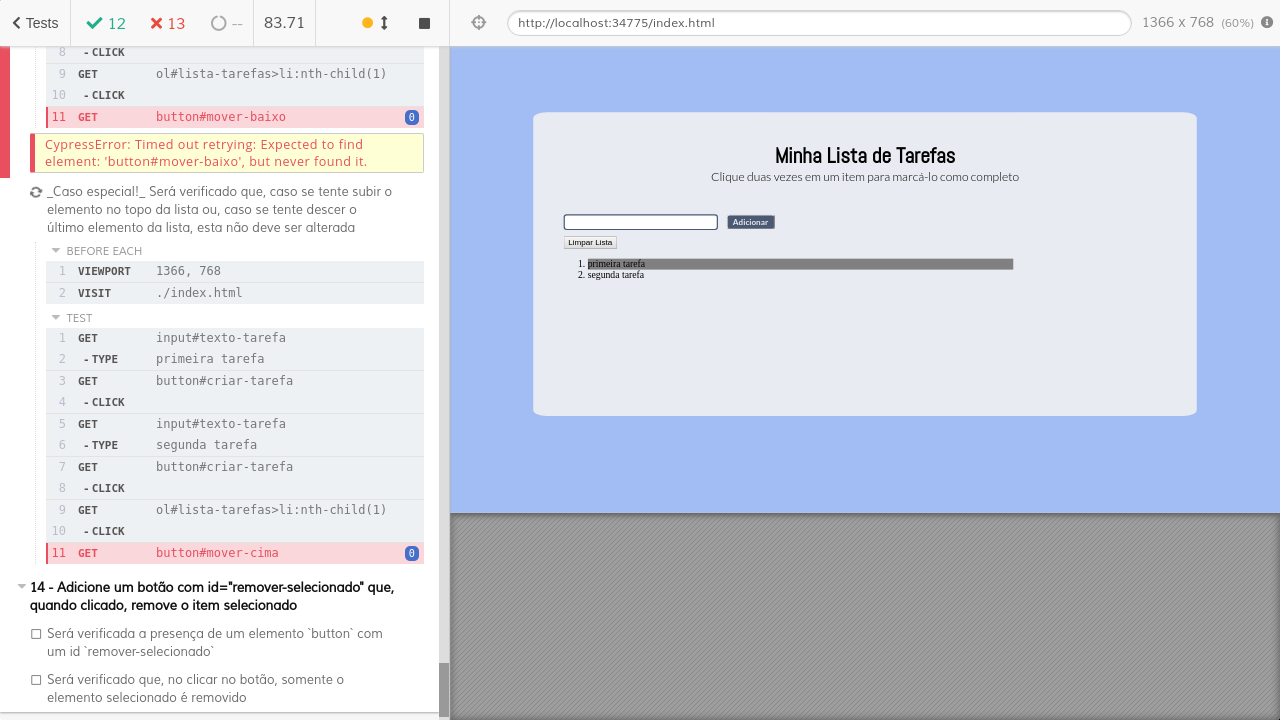 Tests
12
13
--
83.71
http://localhost:34775/index.html
1366 x 768 (60%)
8 - CLICK
9 GET ol#lista-tarefas>li:nth-child(1)
10 - CLICK
11 GET button#mover-baixo 0
CypressError: Timed out retrying: Expected to find
element: 'button#mover-baixo', but never found it.
_Caso especial!_ Será verificado que, caso se tente subir o
elemento no topo da lista ou, caso se tente descer o
último elemento da lista, esta não deve ser alterada
BEFORE EACH
1 VIEWPORT 1366, 768
2 VISIT ./index.html
TEST
1 GET input#texto-tarefa
2 - TYPE primeira tarefa
3 GET button#criar-tarefa
4 - CLICK
5 GET input#texto-tarefa
6 - TYPE segunda tarefa
7 GET button#criar-tarefa
8 - CLICK
9 GET ol#lista-tarefas>li:nth-child(1)
10 - CLICK
11 GET button#mover-cima 0
14 - Adicione um botão com id="remover-selecionado" que,
quando clicado, remove o item selecionado
Será verificada a presença de um elemento `button` com
um id `remover-selecionado`
Será verificado que, no clicar no botão, somente o
elemento selecionado é removido
Minha Lista de Tarefas
Clique duas vezes em um item para marcá-lo como completo
Adicionar
Limpar Lista
1. primeira tarefa
2. segunda tarefa